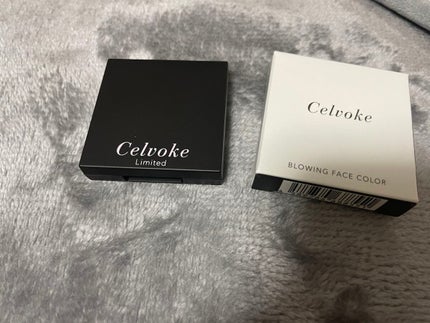 Celvoke
Limited
Celvoke
BLOWING FACE COLOR